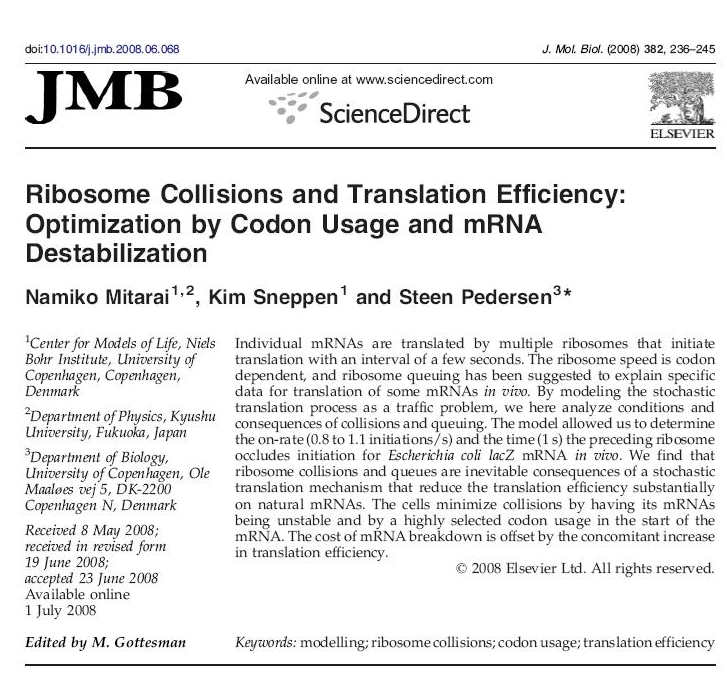 doi:10.1016/j.jmb.2008.06.068
J. Mol. Biol. (2008) 382, 236–245
JMB
Available online at www.sciencedirect.com
ScienceDirect
ELSEVIER
Ribosome Collisions and Translation Efficiency:
Optimization by Codon Usage and mRNA
Destabilization
Namiko Mitarai1,2, Kim Sneppen1 and Steen Pedersen3*
1Center for Models of Life, Niels
Bohr Institute, University of
Copenhagen, Copenhagen,
Denmark
2Department of Physics, Kyushu
University, Fukuoka, Japan
3Department of Biology,
University of Copenhagen, Ole
Maaløes vej 5, DK-2200
Copenhagen N, Denmark
Received 8 May 2008;
received in revised form
19 June 2008;
accepted 23 June 2008
Available online
1 July 2008
Individual mRNAs are translated by multiple ribosomes that initiate
translation with an interval of a few seconds. The ribosome speed is codon
dependent, and ribosome queuing has been suggested to explain specific
data for translation of some mRNAs in vivo. By modeling the stochastic
translation process as a traffic problem, we here analyze conditions and
consequences of collisions and queuing. The model allowed us to determine
the on-rate (0.8 to 1.1 initiations/s) and the time (1 s) the preceding ribosome
occludes initiation for Escherichia coli lacZ mRNA in vivo. We find that
ribosome collisions and queues are inevitable consequences of a stochastic
translation mechanism that reduce the translation efficiency substantially
on natural mRNAs. The cells minimize collisions by having its mRNAs
being unstable and by a highly selected codon usage in the start of the
mRNA. The cost of mRNA breakdown is offset by the concomitant increase
in translation efficiency.
© 2008 Elsevier Ltd. All rights reserved.
Edited by M. Gottesman
Keywords: modelling; ribosome collisions; codon usage; translation efficiency